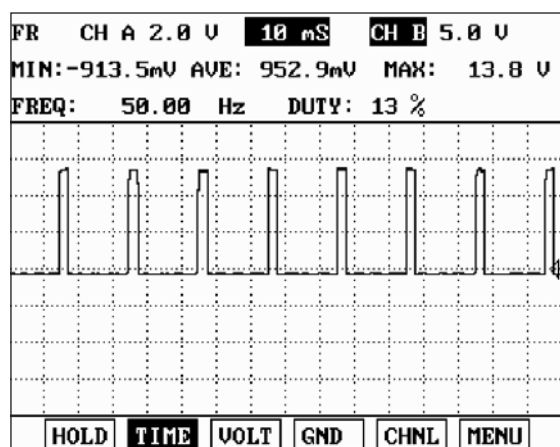 FR CH A 2.0 V 10 mS CH B 5.0 V
MIN:-913.5mV AVE: 952.9mV MAX: 13.8 V
FREQ: 50.00 Hz DUTY: 13 %
HOLD TIME VOLT GND CHNL MENU